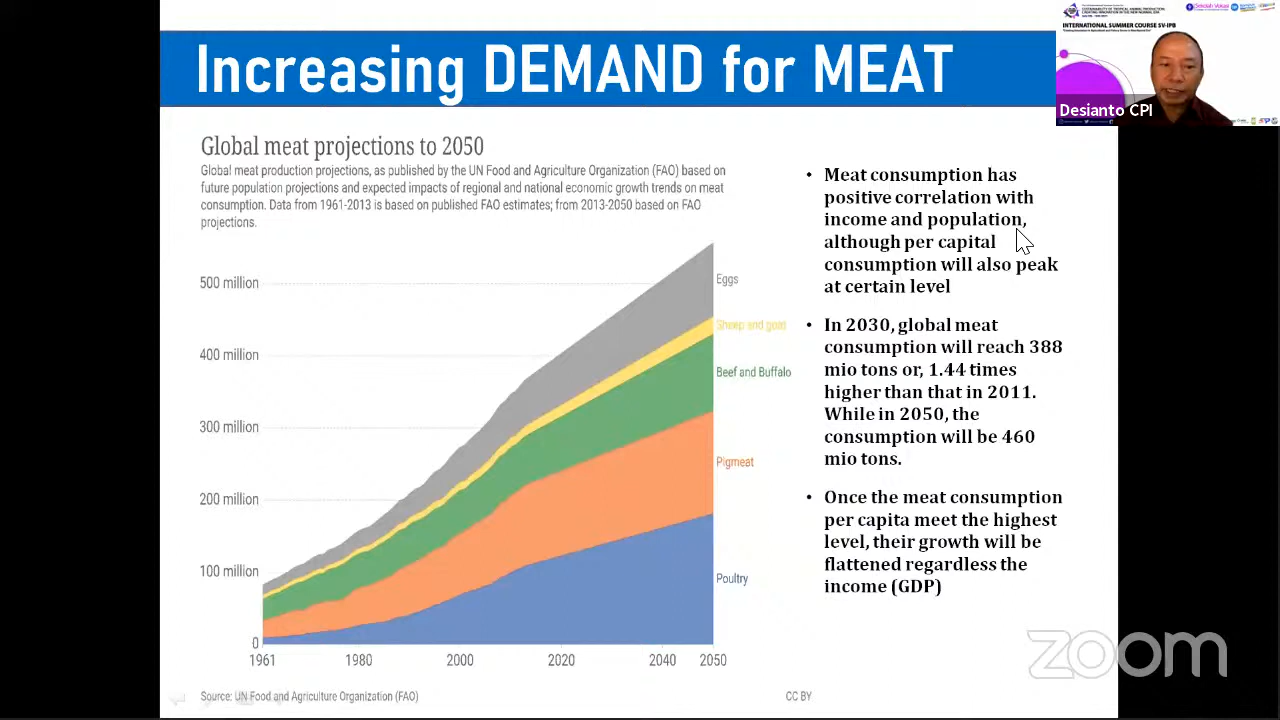 Increasing DEMAND for MEAT
INTERNATIONAL SUMMER COURSE SV-IPB
Desianto CPI
Global meat projections to 2050
Global meat production projections, as published by the UN Food and Agriculture Organization (FAO) based on
future population projections and expected impacts of regional and national economic growth trends on meat
consumption. Data from 1961-2013 is based on published FAO estimates; from 2013-2050 based on FAO
projections.
500 million
400 million
300 million
200 million
100 million
0
1961
1980
2000
2020
2040
2050
Eggs
Sheep and goat
Beef and Buffalo
Pigmeat
Poultry
Source: UN Food and Agriculture Organization (FAO)
CC BY
• Meat consumption has
positive correlation with
income and population,
although per capital
consumption will also peak
at certain level
• In 2030, global meat
consumption will reach 388
mio tons or, 1.44 times
higher than that in 2011.
While in 2050, the
consumption will be 460
mio tons.
• Once the meat consumption
per capita meet the highest
level, their growth will be
flattened regardless the
income (GDP)
zoom